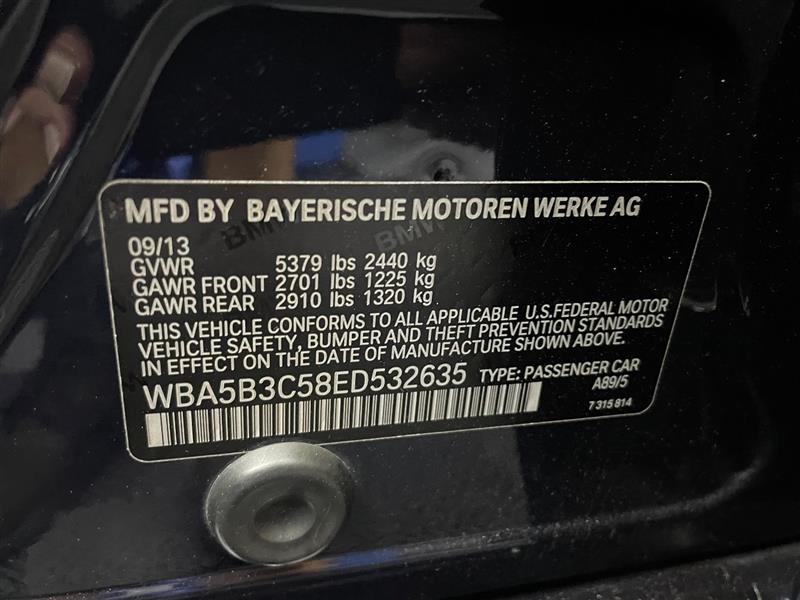 MFD BY BAYERISCHE MOTOREN WERKE AG
09/13
GVWR 5379 lbs 2440 kg
GAWR FRONT 2701 lbs 1225 kg
GAWR REAR 2910 lbs 1320 kg
THIS VEHICLE CONFORMS TO ALL APPLICABLE U.S.FEDERAL MOTOR
VEHICLE SAFETY, BUMPER AND THEFT PREVENTION STANDARDS
IN EFFECT ON THE DATE OF MANUFACTURE SHOWN ABOVE.
WBA5B3C58ED532635 TYPE: PASSENGER CAR
A89/5
7 315 814
BMW
BMW